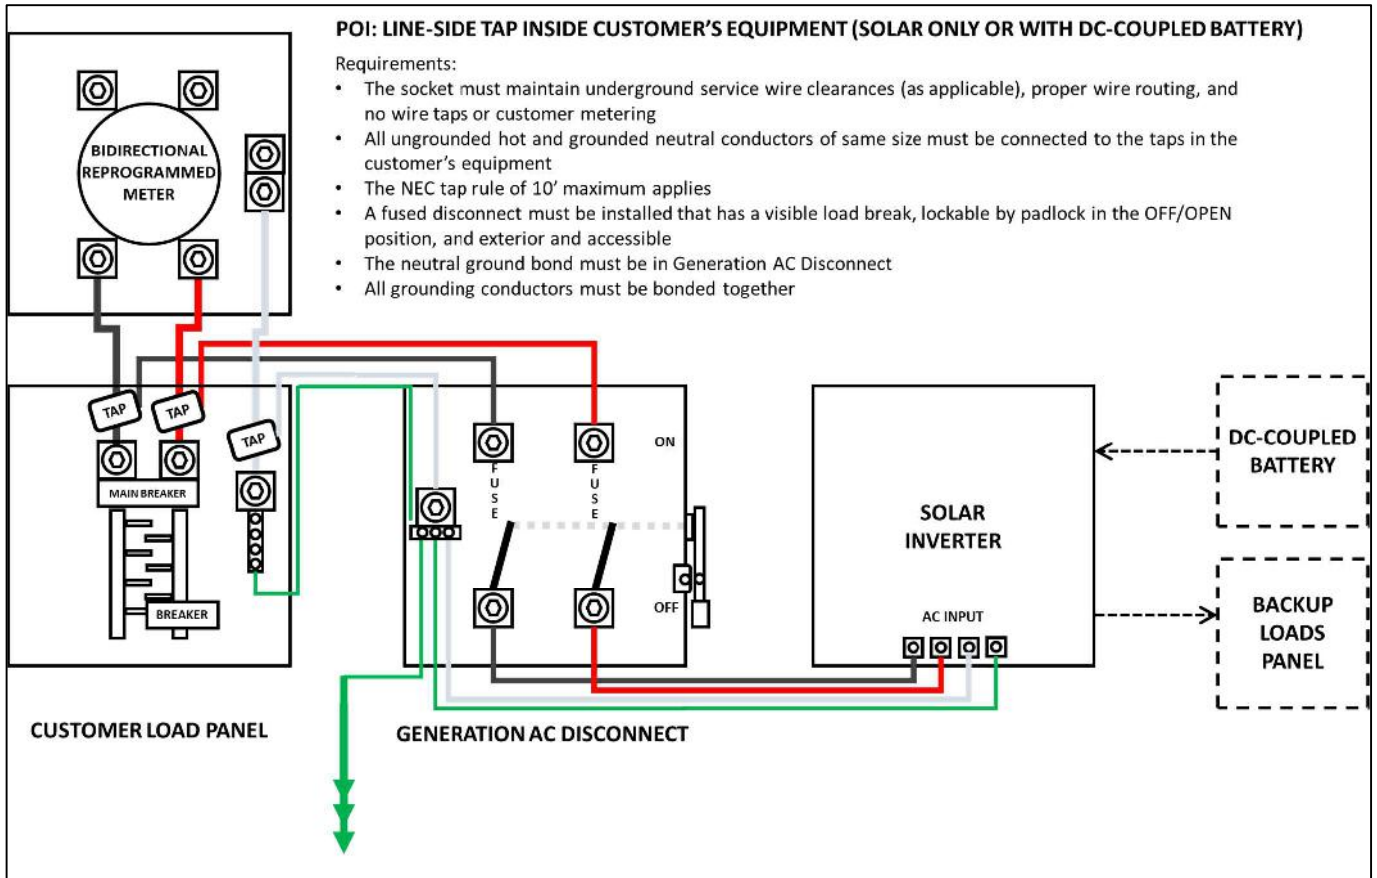 POI: LINE-SIDE TAP INSIDE CUSTOMER'S EQUIPMENT (SOLAR ONLY OR WITH DC-COUPLED BATTERY)
Requirements:
• The socket must maintain underground service wire clearances (as applicable), proper wire routing, and
no wire taps or customer metering
• All ungrounded hot and grounded neutral conductors of same size must be connected to the taps in the
customer's equipment
• The NEC tap rule of 10' maximum applies
• A fused disconnect must be installed that has a visible load break, lockable by padlock in the OFF/OPEN
position, and exterior and accessible
• The neutral ground bond must be in Generation AC Disconnect
• All grounding conductors must be bonded together
BIDIRECTIONAL
REPROGRAMMED
METER
TAP
TAP
TAP
MAIN BREAKER
BREAKER
CUSTOMER LOAD PANEL
FUSE
FUSE
ON
OFF
GENERATION AC DISCONNECT
SOLAR
INVERTER
AC INPUT
DC-COUPLED
BATTERY
BACKUP
LOADS
PANEL